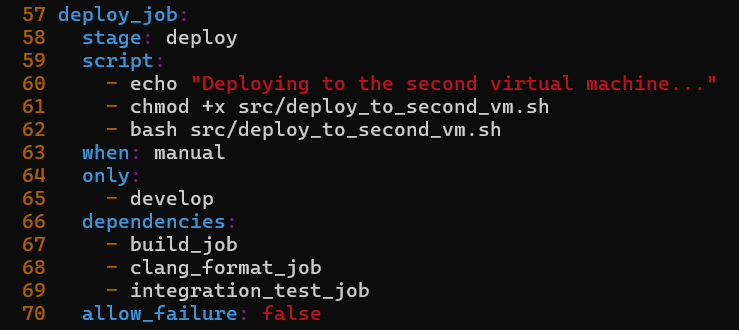 57 deploy_job:
58   stage: deploy
59   script:
60     - echo "Deploying to the second virtual machine..."
61     - chmod +x src/deploy_to_second_vm.sh
62     - bash src/deploy_to_second_vm.sh
63   when: manual
64   only:
65     - develop
66   dependencies:
67     - build_job
68     - clang_format_job
69     - integration_test_job
70   allow_failure: false